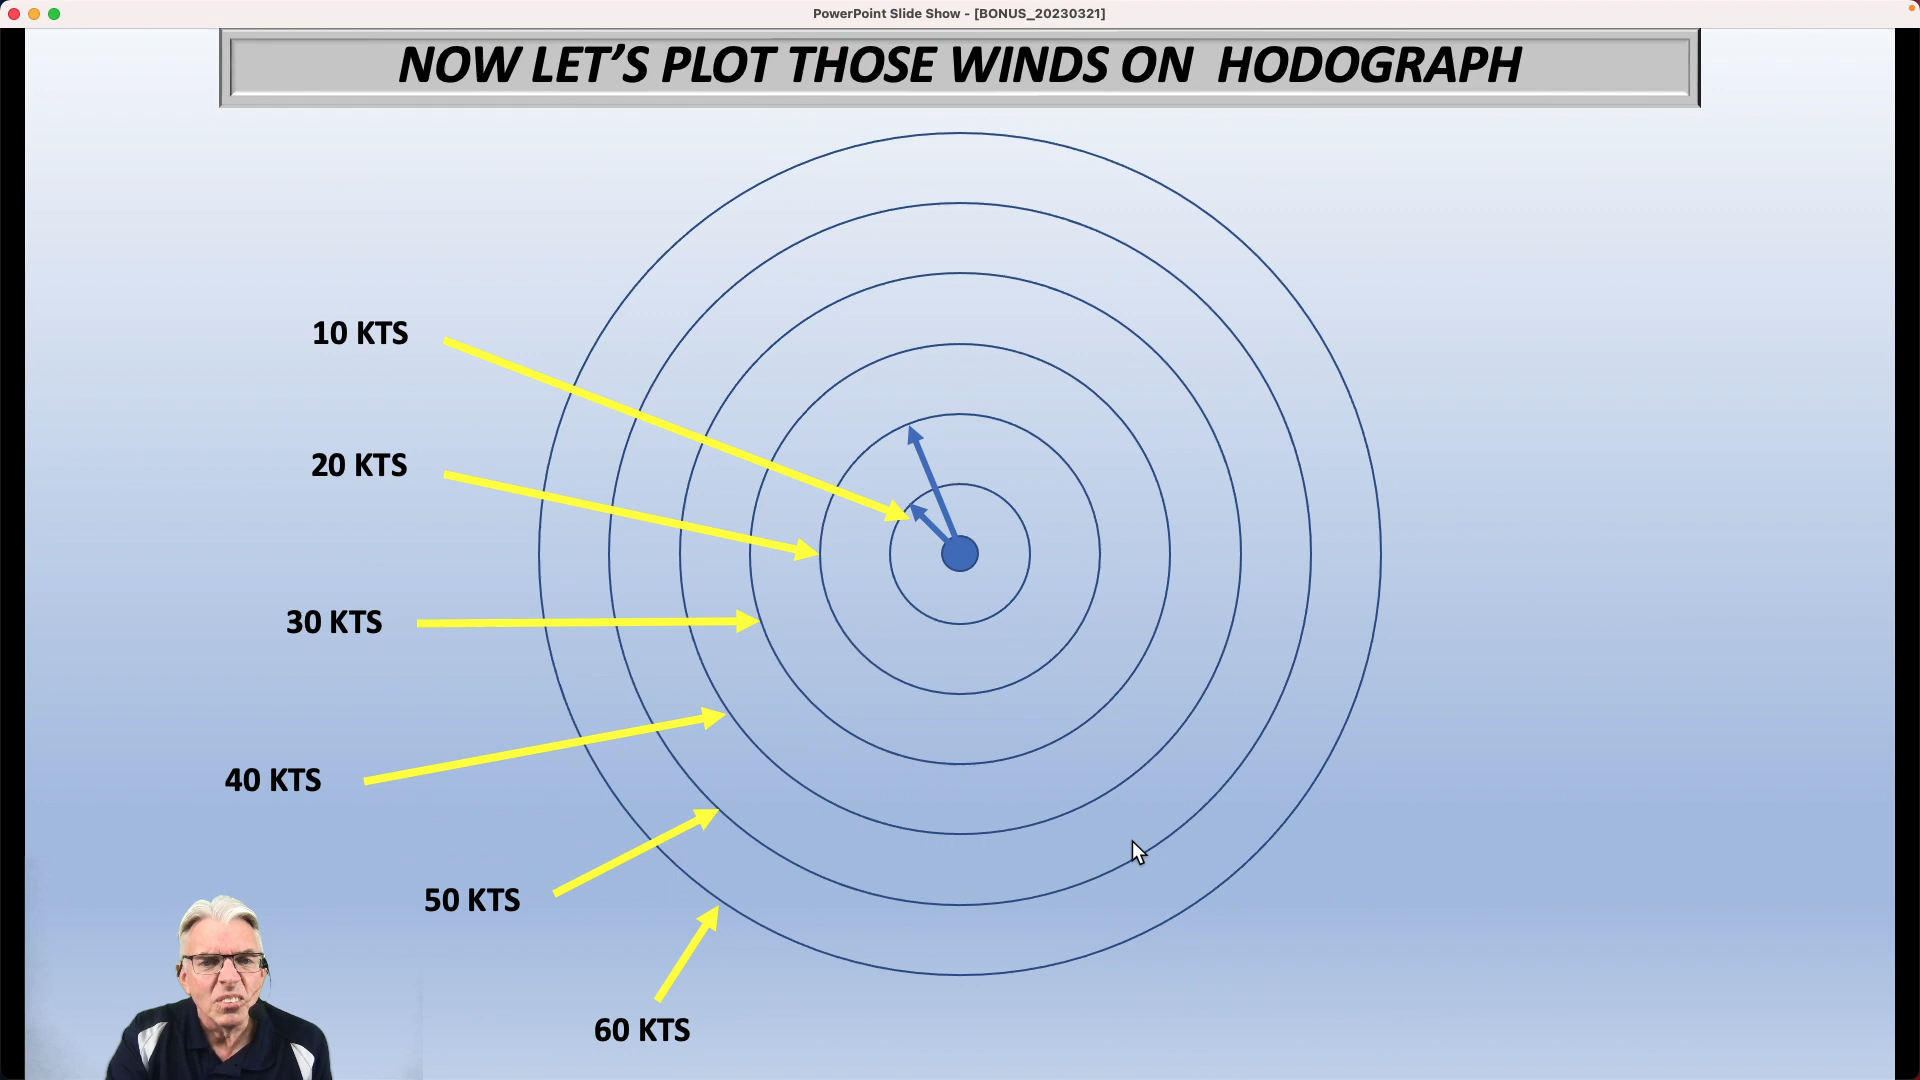 PowerPoint Slide Show - [BONUS_20230321]
NOW LET’S PLOT THOSE WINDS ON HODOGRAPH
10 KTS
20 KTS
30 KTS
40 KTS
50 KTS
60 KTS